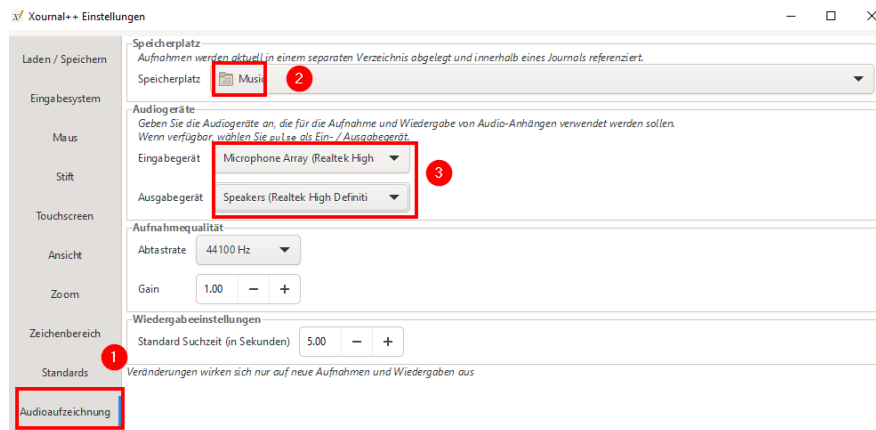 Xournal++ Einstellungen
Laden / Speichern
Eingabesystem
Maus
Stift
Touchscreen
Ansicht
Zoom
Zeichenbereich
1
Standards
Audioaufzeichnung
Speicherplatz
Aufnahmen werden aktuell in einem separaten Verzeichnis abgelegt und innerhalb eines Journals referenziert.
Speicherplatz Music 2
Audiogeräte
Geben Sie die Audiogeräte an, die für die Aufnahme und Wiedergabe von Audio-Anhängen verwendet werden sollen.
Wenn verfügbar, wählen Sie pulse als Ein- / Ausgabegerät.
Eingabegerät Microphone Array (Realtek High
3
Ausgabegerät Speakers (Realtek High Definiti
Aufnahmequalität
Abtastrate 44100 Hz
Gain 1.00 − +
Wiedergabeeinstellungen
Standard Suchzeit (in Sekunden) 5.00 − +
Veränderungen wirken sich nur auf neue Aufnahmen und Wiedergaben aus